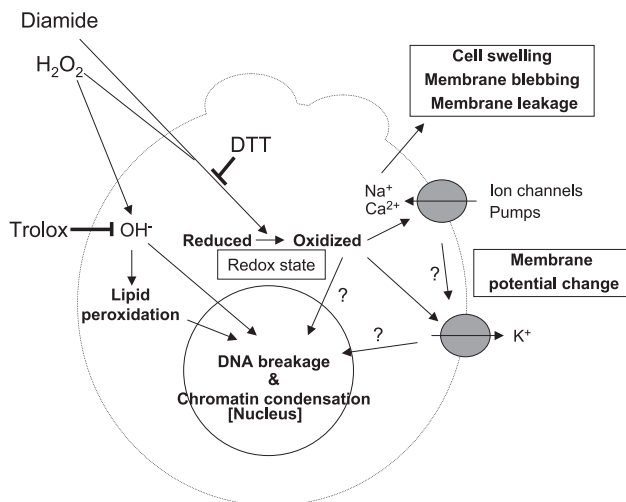 Diamide
H₂O₂
Cell swelling
Membrane blebbing
Membrane leakage
DTT
Na⁺
Ca²⁺
Ion channels
Pumps
Trolox
OH⁻
Reduced
Oxidized
Redox state
Lipid
peroxidation
?
?
?
Membrane
potential change
K⁺
DNA breakage
&
Chromatin condensation
[Nucleus]